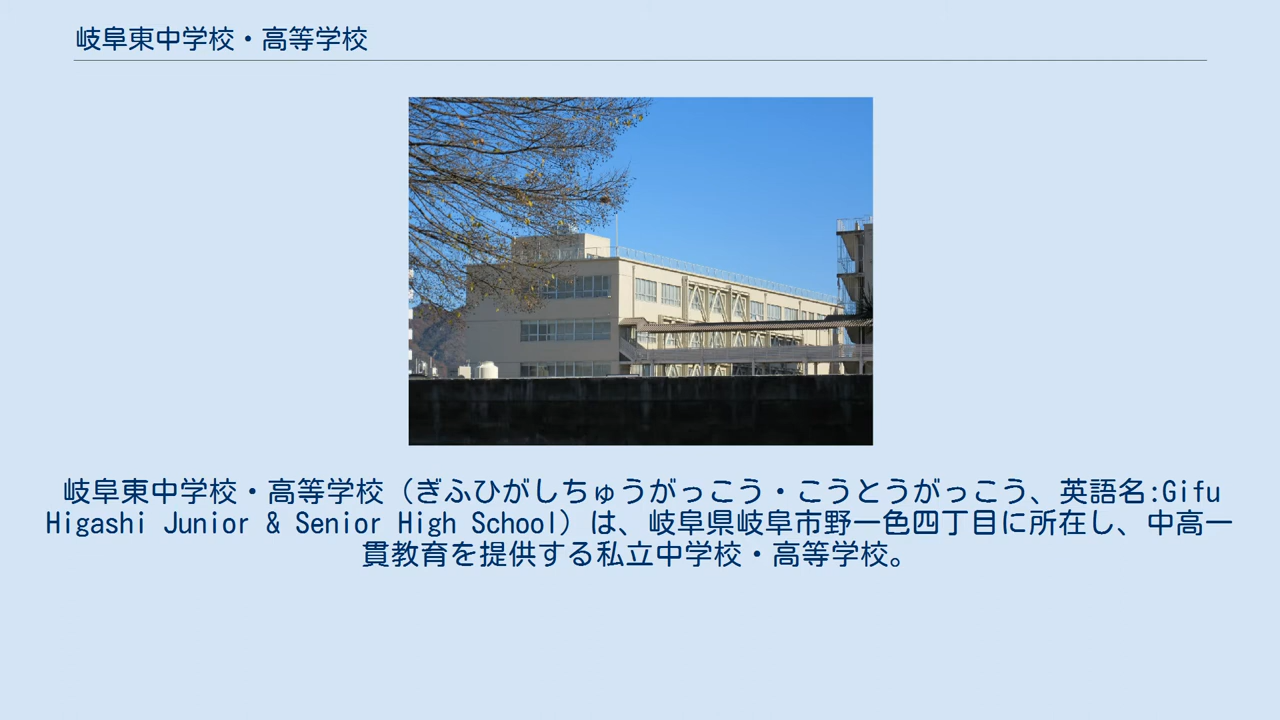 岐阜東中学校・高等学校
岐阜東中学校・高等学校（ぎふひがしちゅうがっこう・こうとうがっこう、英語名:Gifu
Higashi Junior & Senior High School）は、岐阜県岐阜市野一色四丁目に所在し、中高一
貫教育を提供する私立中学校・高等学校。